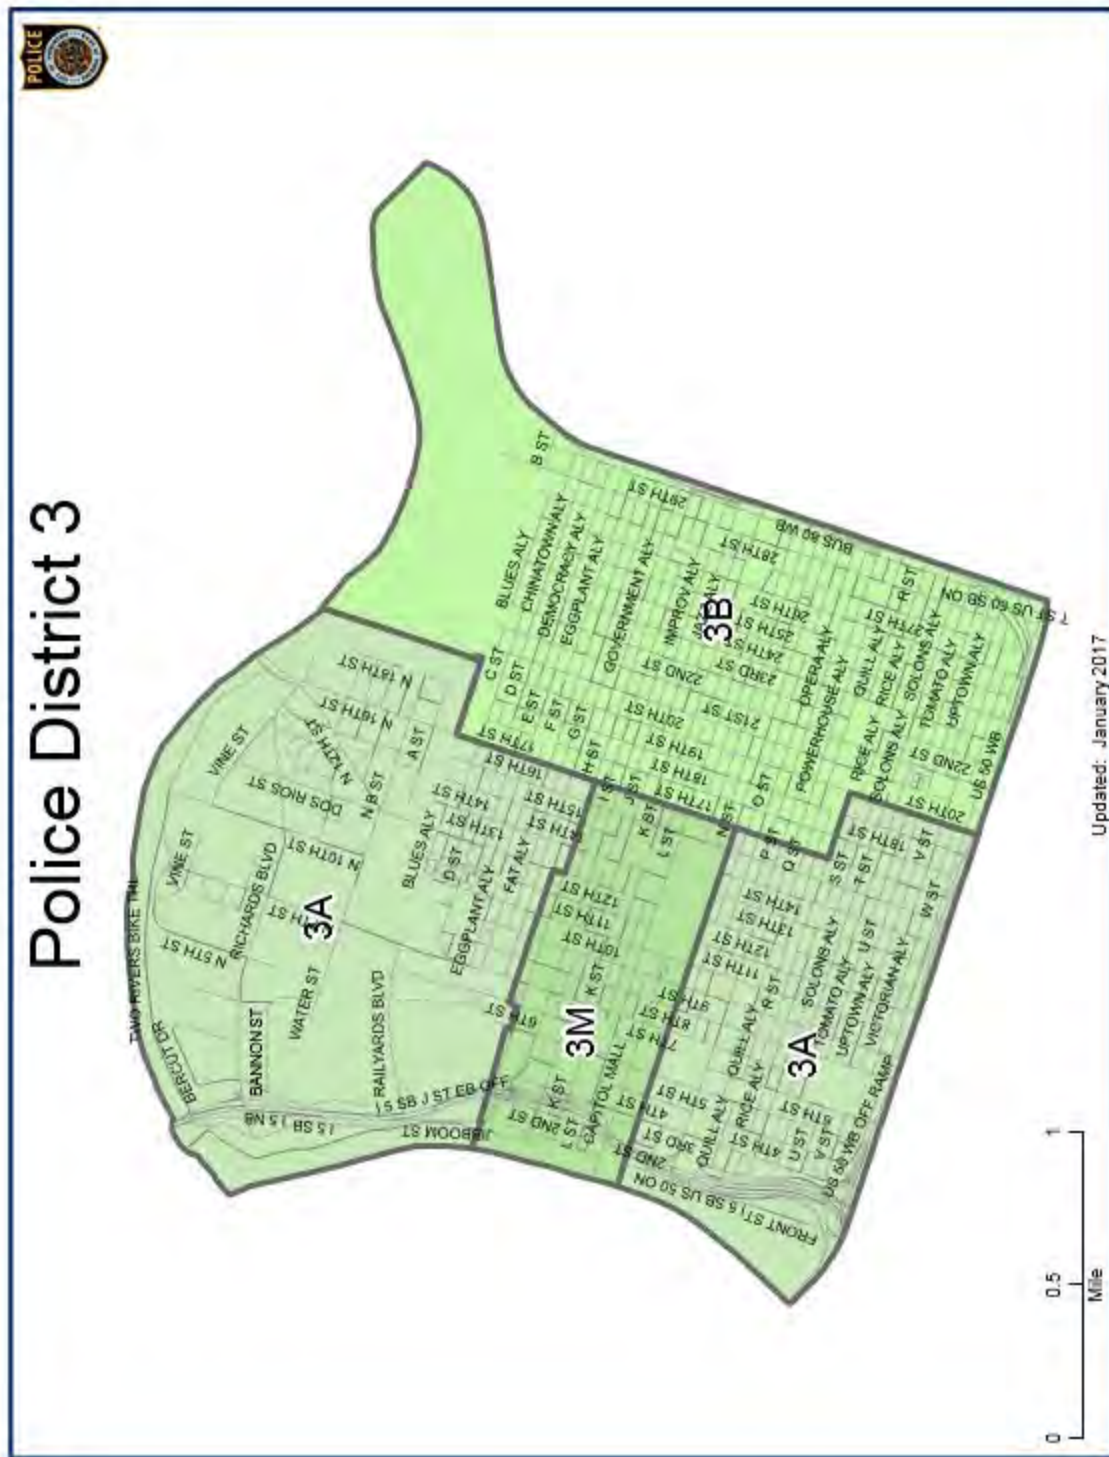 Police District 3
POLICE
TWO RIVERS BIKE TRL
BERCUT DR
N 5TH ST
VINE ST
VINE ST
RICHARDS BLVD
BANNON ST
WATER ST
7TH ST
3A
N 10TH ST
DOS RIOS ST
N 12TH ST
N 16TH ST
N 18TH ST
N B ST
A ST
RAILYARDS BLVD
I 5 SB I 5 NB
I 5 SB J ST EB OFF
JIBBOOM ST
BLUES ALY
D ST
EGGPLANT ALY
FAT ALY
13TH ST
14TH ST
14TH ST
15TH ST
16TH ST
17TH ST
6TH ST
BLUES ALY
CHINATOWN ALY
DEMOCRACY ALY
EGGPLANT ALY
B ST
C ST
D ST
E ST
F ST
G ST
H ST
I ST
J ST
K ST
L ST
N ST
O ST
GOVERNMENT ALY
IMPROV ALY
JAZZ ALY
3B
29TH ST
28TH ST
26TH ST
25TH ST
24TH ST
23RD ST
22ND ST
21ST ST
20TH ST
19TH ST
18TH ST
17TH ST
BUS 80 WB
OPERA ALY
POWERHOUSE ALY
QUILL ALY
RICE ALY
RICE ALY
SOLONS ALY
SOLONS ALY
TOMATO ALY
UPTOWN ALY
R ST
27TH ST
22ND ST
20TH ST
US 50 WB
3M
12TH ST
11TH ST
10TH ST
K ST
K ST
L ST
2ND ST
CAPITOL MALL
7TH ST
8TH ST
9TH ST
11TH ST
12TH ST
13TH ST
14TH ST
P ST
Q ST
R ST
S ST
T ST
U ST
V ST
W ST
18TH ST
2ND ST
3RD ST
4TH ST
5TH ST
QUILL ALY
QUILL ALY
RICE ALY
SOLONS ALY
TOMATO ALY
UPTOWN ALY
VICTORIAN ALY
3A
4TH ST
U ST
V ST
FRONT ST
I 5 SB US 50 ON
US 50 WB OFF RAMP
0 0.5 1
Mile
Updated: January 2017